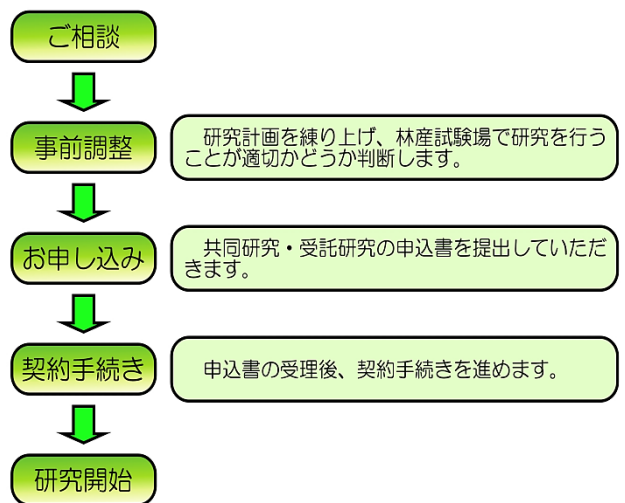 ご相談
事前調整
　研究計画を練り上げ、林産試験場で研究を行う
ことが適切かどうか判断します。
お申し込み
　共同研究・受託研究の申込書を提出していただ
きます。
契約手続き
　申込書の受理後、契約手続きを進めます。
研究開始